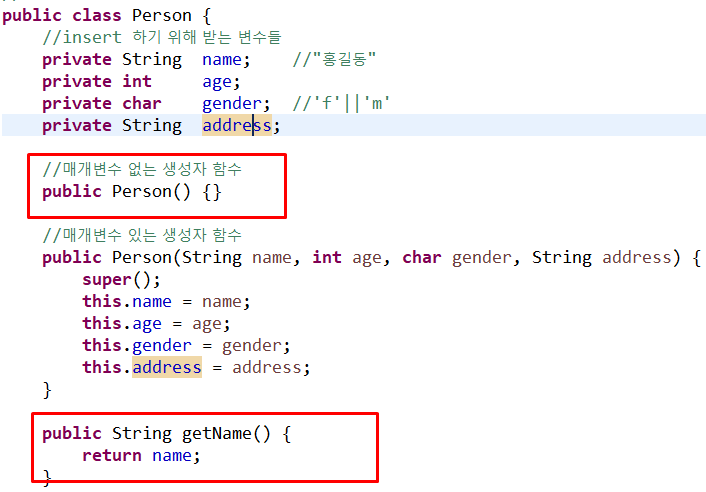 public class Person {
//insert 하기 위해 받는 변수들
private String name; //"홍길동"
private int age;
private char gender; //'f'||'m'
private String address;
//매개변수 없는 생성자 함수
public Person() {}
//매개변수 있는 생성자 함수
public Person(String name, int age, char gender, String address) {
super();
this.name = name;
this.age = age;
this.gender = gender;
this.address = address;
}
public String getName() {
return name;
}